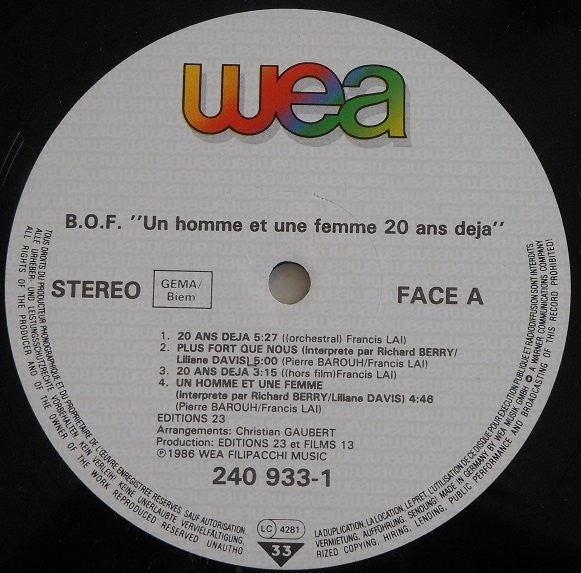 wea
B.O.F. "Un homme et une femme 20 ans deja"
STEREO
GEMA/
Biem
FACE A
1. 20 ANS DEJA 5:27 ((orchestral) Francis LAI)
2. PLUS FORT QUE NOUS (interprete par Richard BERRY/
Liliane DAVIS) 5:00 (Pierre BAROUH/Francis LAI)
3. 20 ANS DEJA 3:15 ((hors film)Francis LAI)
4. UN HOMME ET UNE FEMME
(interprete par Richard BERRY/Liliane DAVIS) 4:46
(Pierre BAROUH/Francis LAI)
EDITIONS 23
Arrangements: Christian GAUBERT
Production: EDITIONS 23 et FILMS 13
Ⓟ1986 WEA FILIPACCHI MUSIC
240 933-1
LC 4281
33
TOUS DROITS DU PRODUCTEUR PHONOGRAPHIQUE ET DU PROPRIETAIRE DE L'ŒUVRE ENREGISTREE RESERVES. SAUF AUTORISATION,
LA DUPLICATION, LA LOCATION, LE PRET, L'UTILISATION DE CE DISQUE POUR EXECUTION PUBLIQUE ET RADIODIFFUSION SONT INTERDITS
ALLE URHEBER- UND LEISTUNGSSCHUTZRECHTE VORBEHALTEN. KEIN VERLEIH! KEINE UNERLAUBTE VERVIELFÄLTIGUNG,
VERMIETUNG, AUFFÜHRUNG, SENDUNG! MADE IN GERMANY BY WEA MUSIK GMBH A WARNER COMMUNICATIONS COMPANY
ALL RIGHTS OF THE PRODUCER AND OF THE OWNER OF THE WORK REPRODUCED RESERVED UNAUTHO
RIZED COPYING, HIRING, LENDING, PUBLIC PERFORMANCE AND BROADCASTING OF THIS RECORD PROHIBITED!